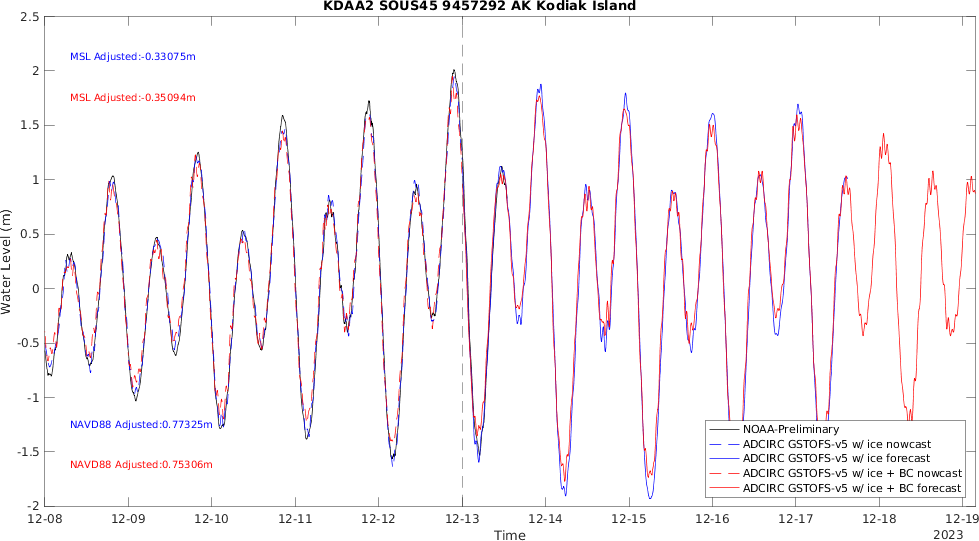 KDAA2 SOUS45 9457292 AK Kodiak Island
2.5
2
1.5
1
0.5
0
-0.5
-1
-1.5
-2
Water Level (m)
MSL Adjusted:-0.33075m
MSL Adjusted:-0.35094m
NAVD88 Adjusted:0.77325m
NAVD88 Adjusted:0.75306m
NOAA-Preliminary
ADCIRC GSTOFS-v5 w/ ice nowcast
ADCIRC GSTOFS-v5 w/ ice forecast
ADCIRC GSTOFS-v5 w/ ice + BC nowcast
ADCIRC GSTOFS-v5 w/ ice + BC forecast
12-08 12-09 12-10 12-11 12-12 12-13 12-14 12-15 12-16 12-17 12-18 12-19
Time
2023